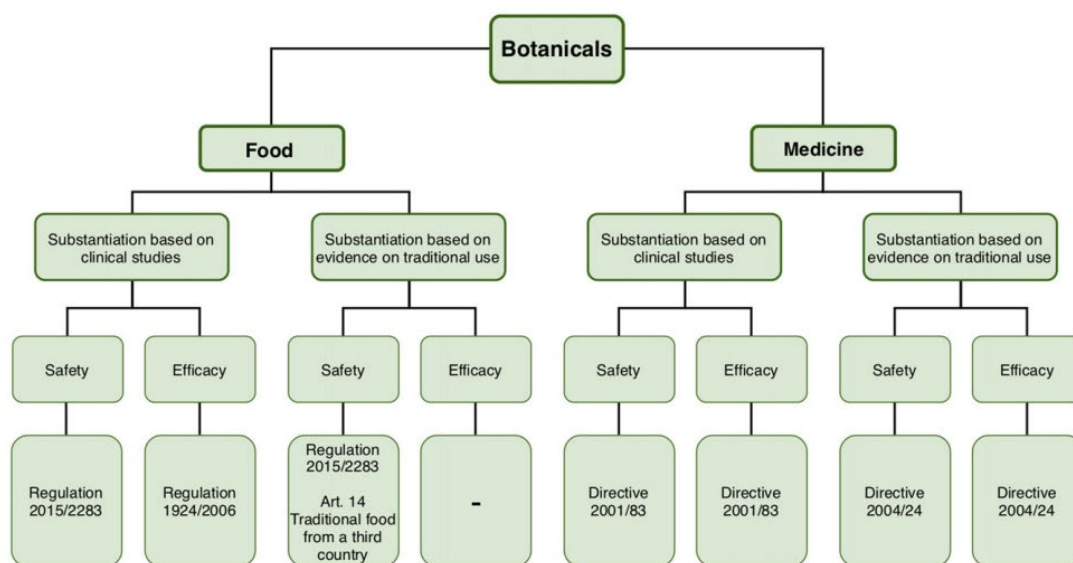 Botanicals
Food
Medicine
Substantiation based on
clinical studies
Substantiation based on
evidence on traditional use
Substantiation based on
clinical studies
Substantiation based on
evidence on traditional use
Safety
Efficacy
Safety
Efficacy
Safety
Efficacy
Safety
Efficacy
Regulation
2015/2283
Regulation
1924/2006
Regulation
2015/2283
Art. 14
Traditional food
from a third
country
-
Directive
2001/83
Directive
2001/83
Directive
2004/24
Directive
2004/24